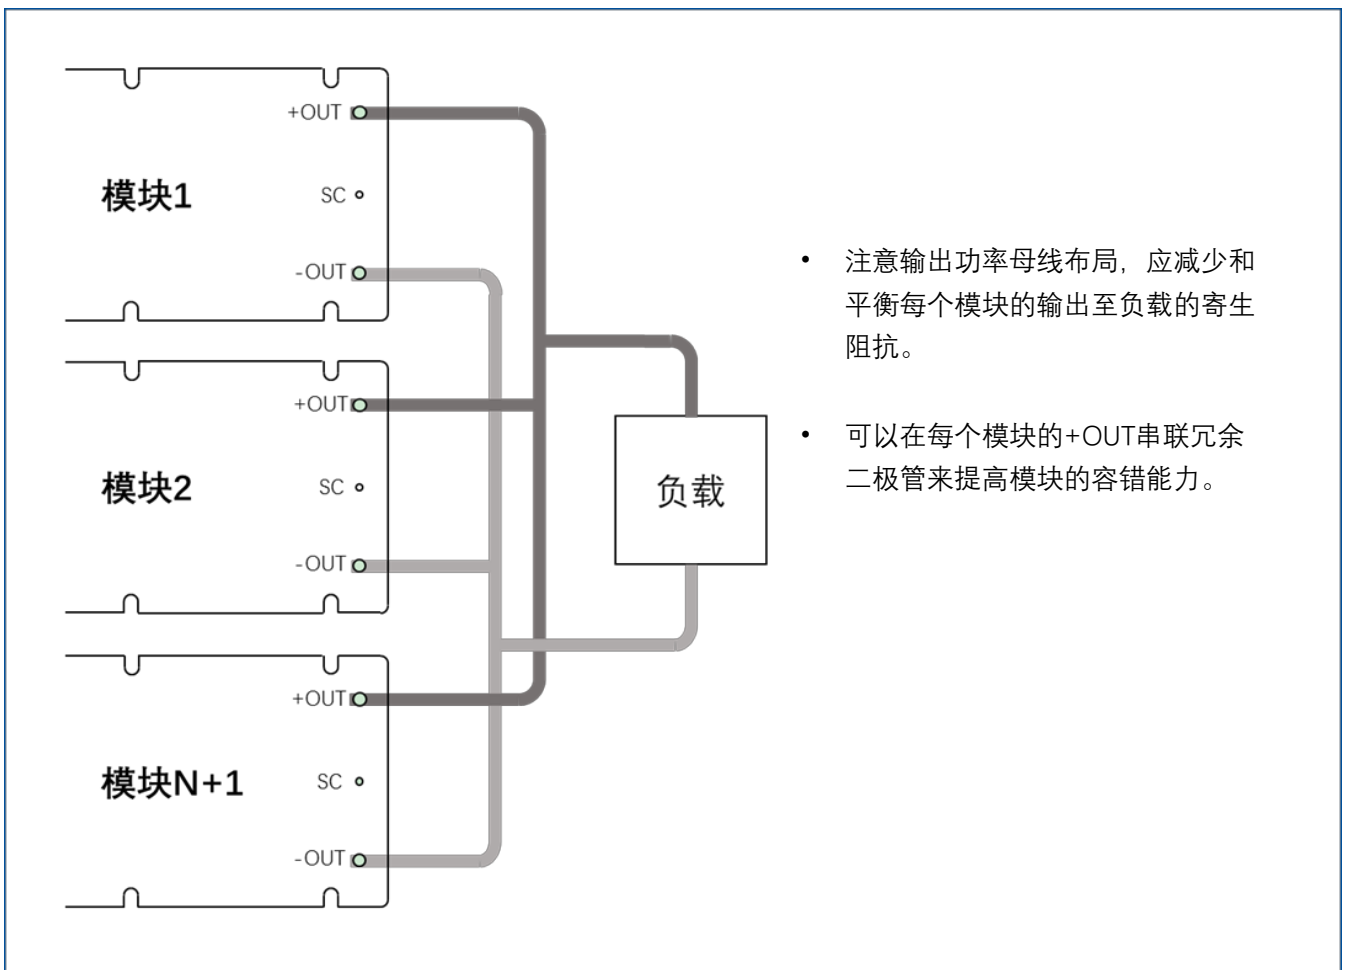 +OUT
模块1
SC
-OUT
+OUT
模块2
SC
-OUT
+OUT
模块N+1
SC
-OUT
负载
• 注意输出功率母线布局，应减少和
平衡每个模块的输出至负载的寄生
阻抗。
• 可以在每个模块的+OUT串联冗余
二极管来提高模块的容错能力。